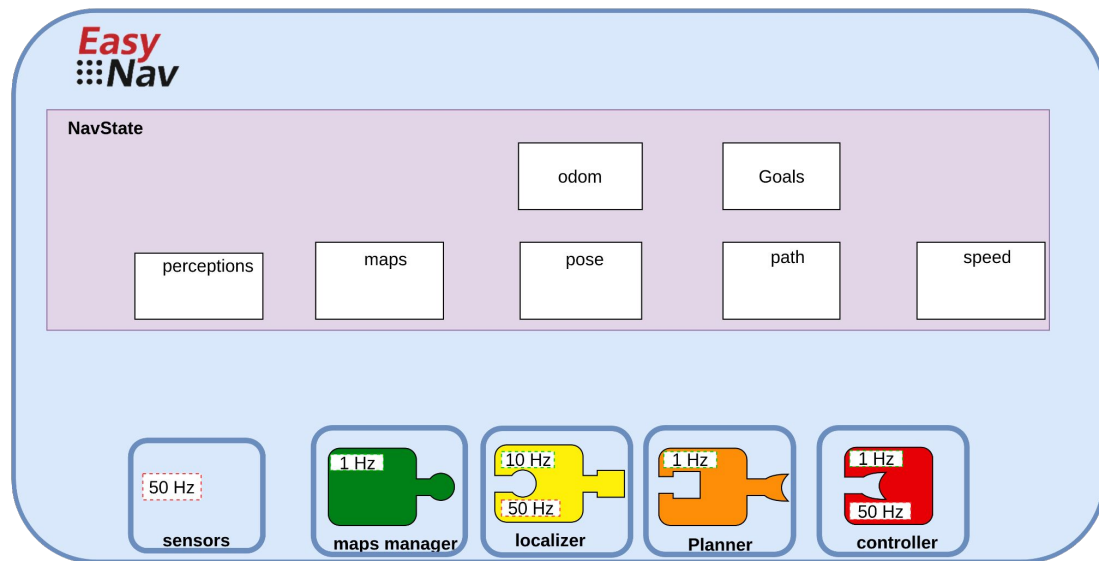 Easy
Nav
NavState
odom
Goals
perceptions
maps
pose
path
speed
50 Hz
sensors
1 Hz
maps manager
10 Hz
50 Hz
localizer
1 Hz
Planner
1 Hz
50 Hz
controller